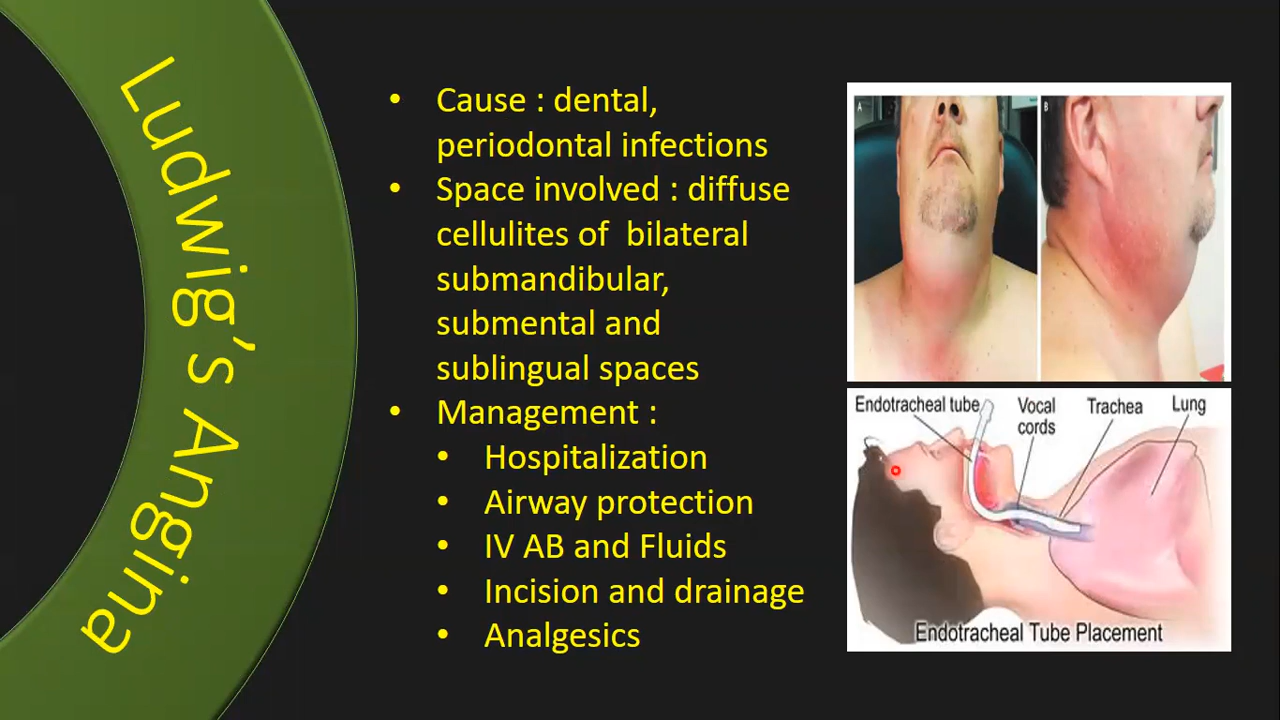 Ludwig's Angina
• Cause : dental,
periodontal infections
• Space involved : diffuse
cellulites of bilateral
submandibular,
submental and
sublingual spaces
• Management :
• Hospitalization
• Airway protection
• IV AB and Fluids
• Incision and drainage
• Analgesics
A
B
Endotracheal tube
Vocal
cords
Trachea
Lung
Endotracheal Tube Placement